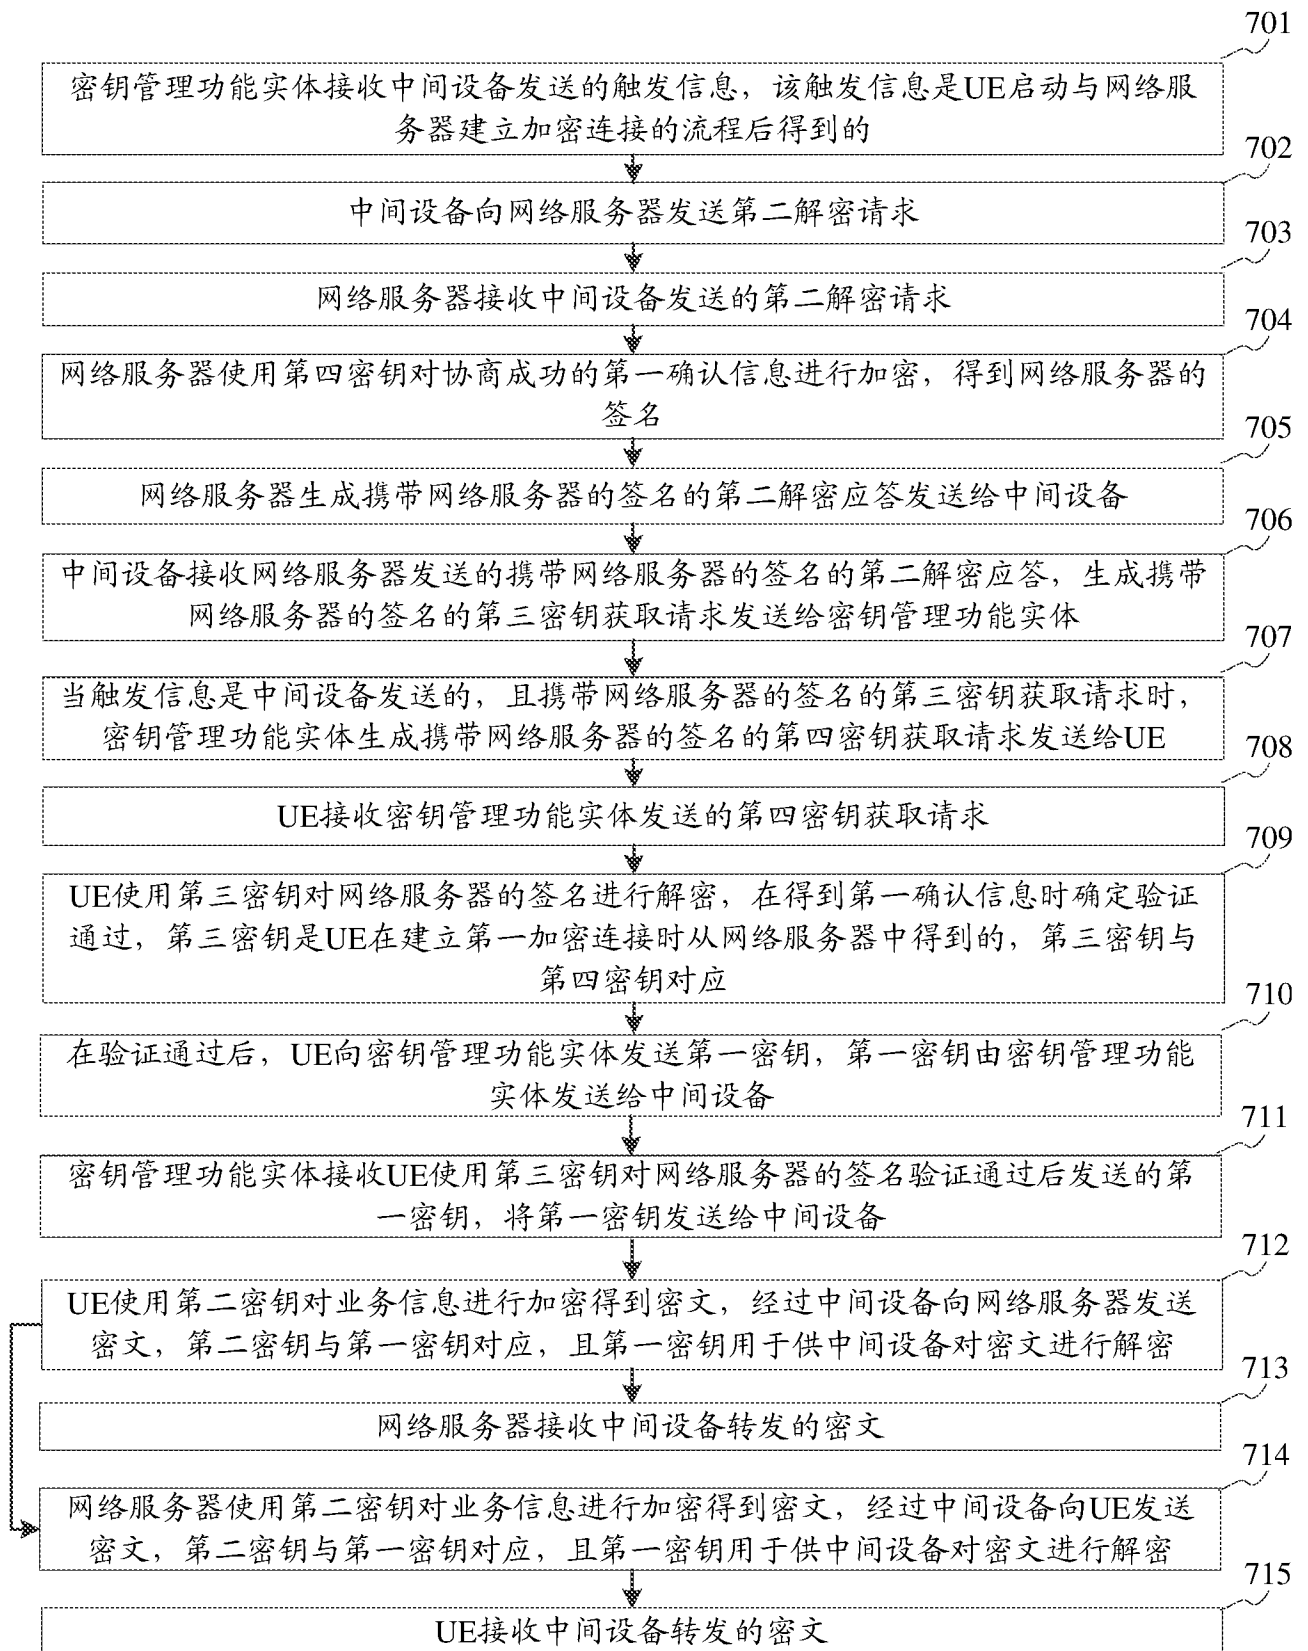 701
密钥管理功能实体接收中间设备发送的触发信息，该触发信息是UE启动与网络服
务器建立加密连接的流程后得到的
702
中间设备向网络服务器发送第二解密请求
703
网络服务器接收中间设备发送的第二解密请求
704
网络服务器使用第四密钥对协商成功的第一确认信息进行加密，得到网络服务器的
签名
705
网络服务器生成携带网络服务器的签名的第二解密应答发送给中间设备
706
中间设备接收网络服务器发送的携带网络服务器的签名的第二解密应答，生成携带
网络服务器的签名的第三密钥获取请求发送给密钥管理功能实体
707
当触发信息是中间设备发送的，且携带网络服务器的签名的第三密钥获取请求时，
密钥管理功能实体生成携带网络服务器的签名的第四密钥获取请求发送给UE
708
UE接收密钥管理功能实体发送的第四密钥获取请求
709
UE使用第三密钥对网络服务器的签名进行解密，在得到第一确认信息时确定验证
通过，第三密钥是UE在建立第一加密连接时从网络服务器中得到的，第三密钥与
第四密钥对应
710
在验证通过后，UE向密钥管理功能实体发送第一密钥，第一密钥由密钥管理功能
实体发送给中间设备
711
密钥管理功能实体接收UE使用第三密钥对网络服务器的签名验证通过后发送的第
一密钥，将第一密钥发送给中间设备
712
UE使用第二密钥对业务信息进行加密得到密文，经过中间设备向网络服务器发送
密文，第二密钥与第一密钥对应，且第一密钥用于供中间设备对密文进行解密
713
网络服务器接收中间设备转发的密文
714
网络服务器使用第二密钥对业务信息进行加密得到密文，经过中间设备向UE发送
密文，第二密钥与第一密钥对应，且第一密钥用于供中间设备对密文进行解密
715
UE接收中间设备转发的密文